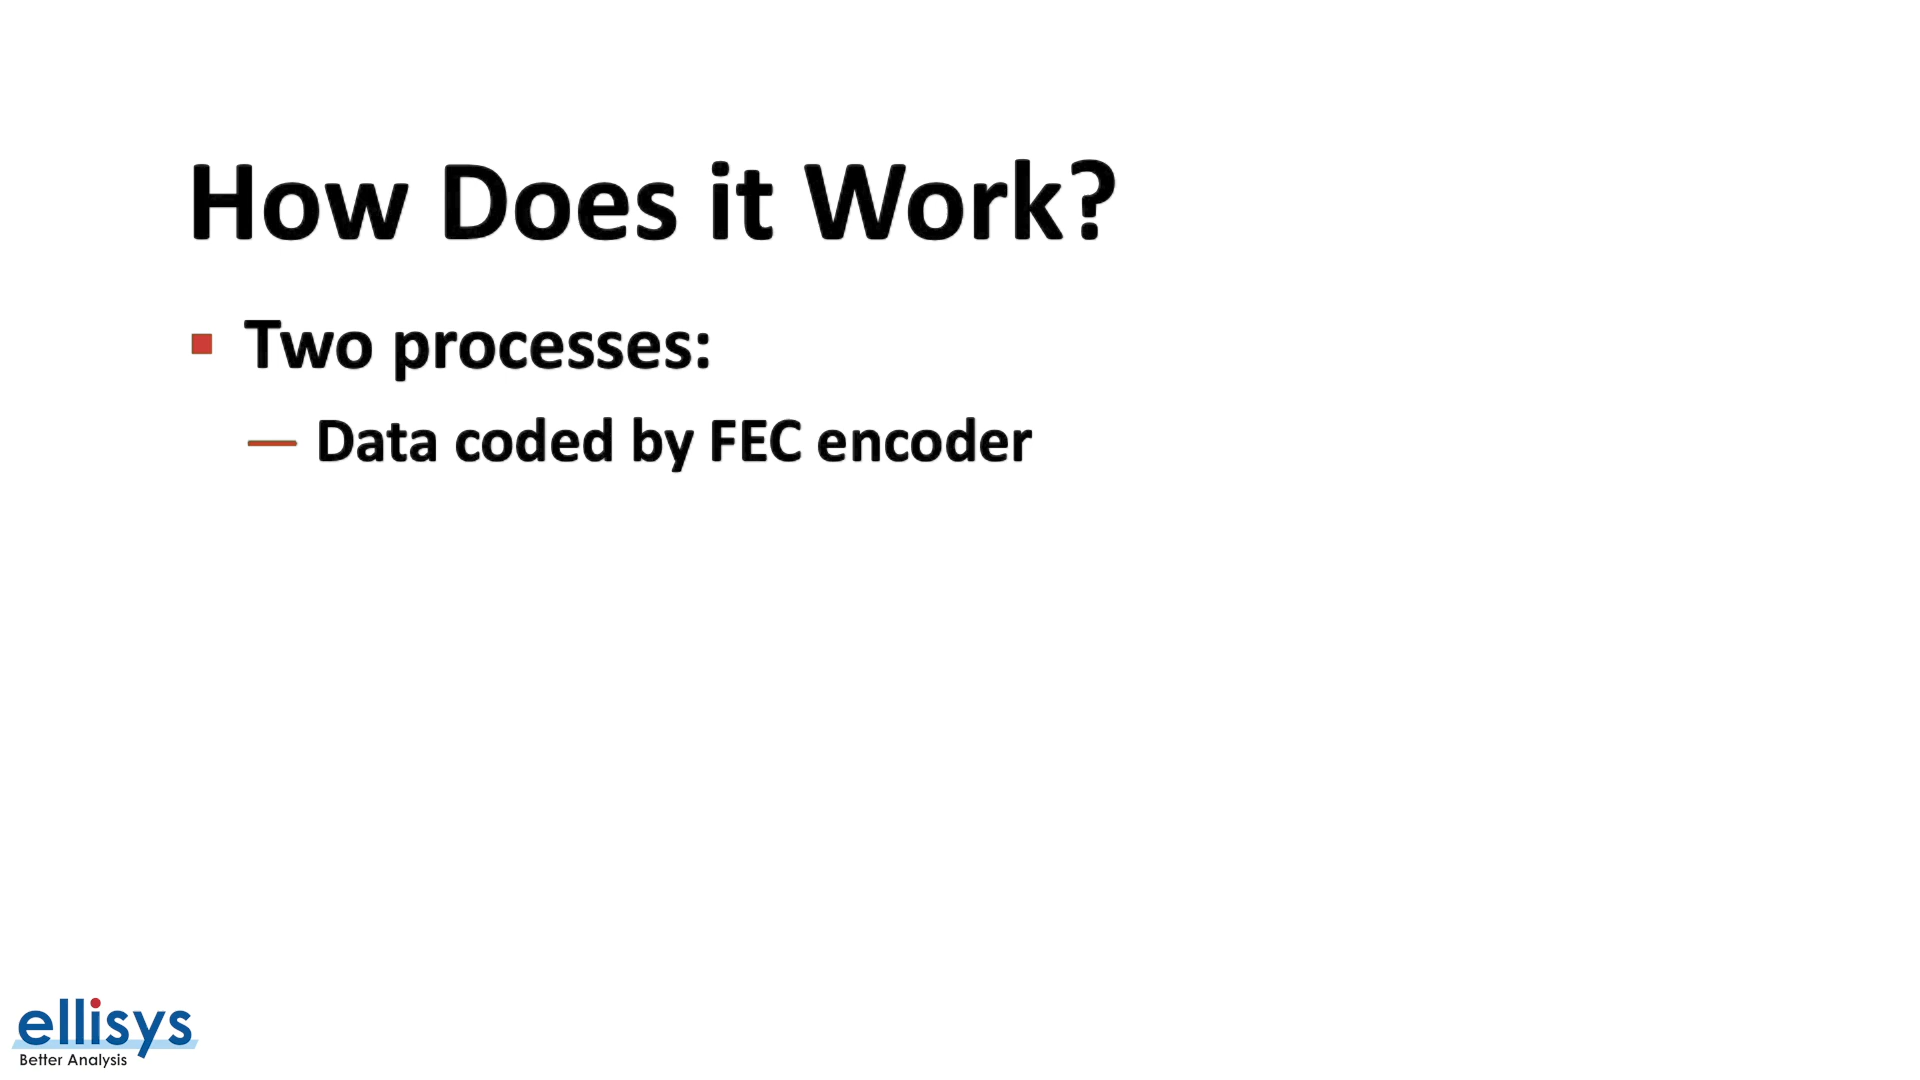 How Does it Work?
Two processes:
— Data coded by FEC encoder
ellisys
Better Analysis